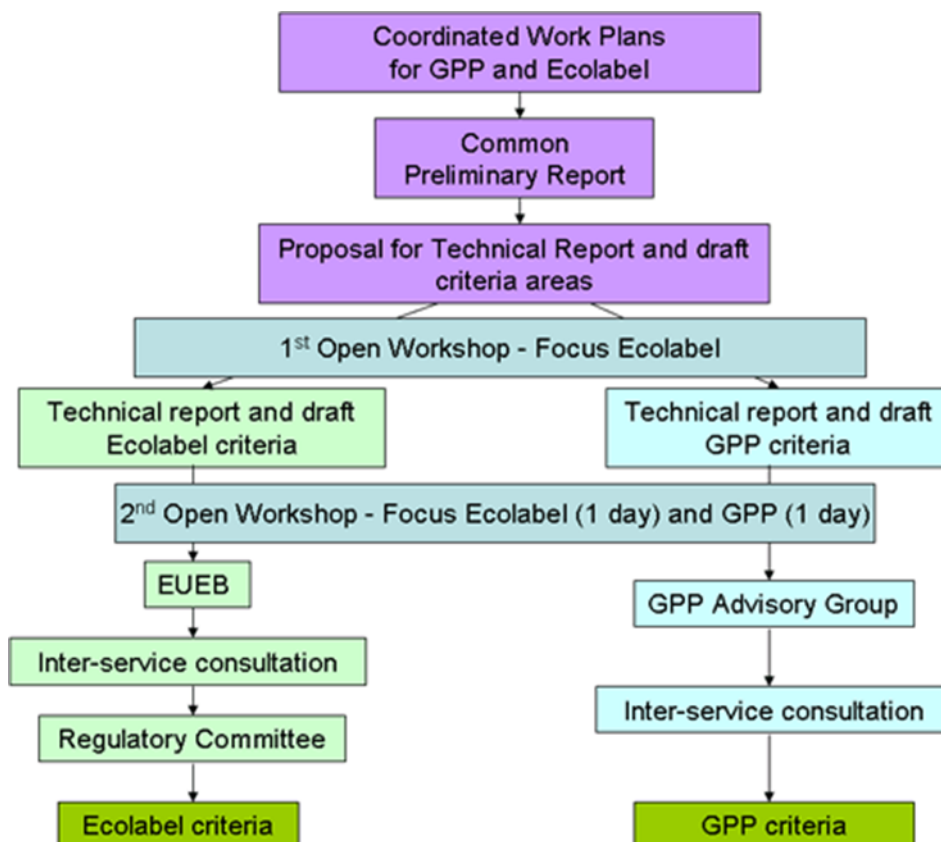 Coordinated Work Plans
for GPP and Ecolabel
Common
Preliminary Report
Proposal for Technical Report and draft
criteria areas
1st Open Workshop - Focus Ecolabel
Technical report and draft
Ecolabel criteria
Technical report and draft
GPP criteria
2nd Open Workshop - Focus Ecolabel (1 day) and GPP (1 day)
EUEB
GPP Advisory Group
Inter-service consultation
Inter-service consultation
Regulatory Committee
Ecolabel criteria
GPP criteria